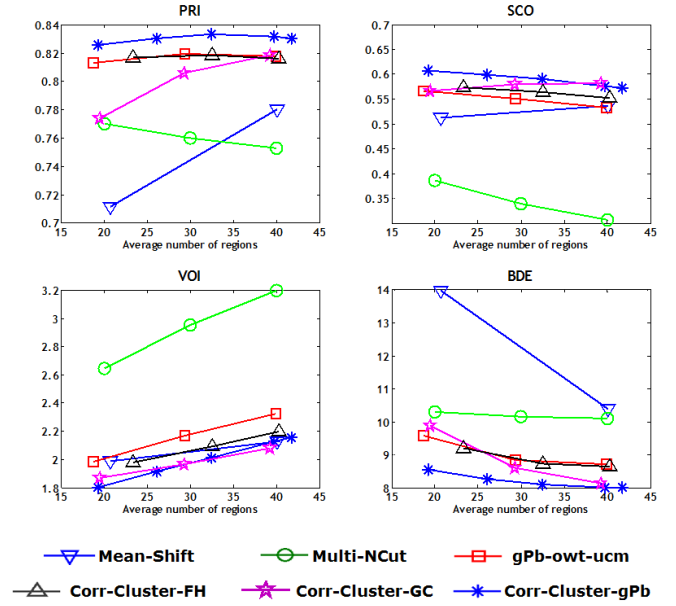 PRI
0.84
0.82
0.8
0.78
0.76
0.74
0.72
0.7
15 20 25 30 35 40 45
Average number of regions
SCO
0.7
0.65
0.6
0.55
0.5
0.45
0.4
0.35
15 20 25 30 35 40 45
Average number of regions
VOI
3.2
3
2.8
2.6
2.4
2.2
2
1.8
15 20 25 30 35 40 45
Average number of regions
BDE
14
13
12
11
10
9
8
15 20 25 30 35 40 45
Average number of regions
Mean-Shift Multi-NCut gPb-owt-ucm
Corr-Cluster-FH Corr-Cluster-GC Corr-Cluster-gPb